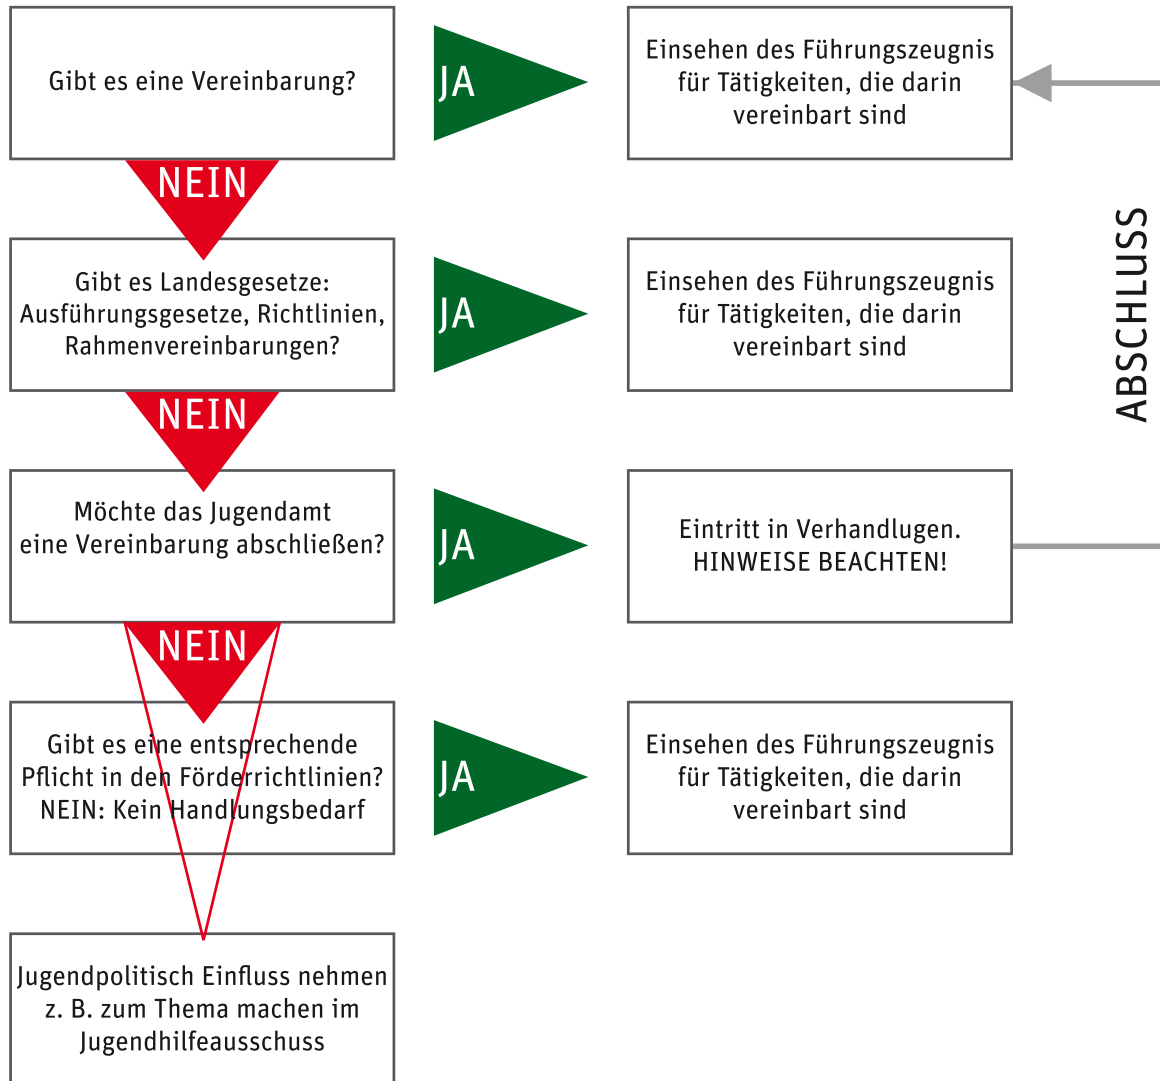 Gibt es eine Vereinbarung?
JA
Einsehen des Führungszeugnis
für Tätigkeiten, die darin
vereinbart sind
NEIN
Gibt es Landesgesetze:
Ausführungsgesetze, Richtlinien,
Rahmenvereinbarungen?
JA
Einsehen des Führungszeugnis
für Tätigkeiten, die darin
vereinbart sind
ABSCHLUSS
NEIN
Möchte das Jugendamt
eine Vereinbarung abschließen?
JA
Eintritt in Verhandlugen.
HINWEISE BEACHTEN!
NEIN
Gibt es eine entsprechende
Pflicht in den Förderrichtlinien?
NEIN: Kein Handlungsbedarf
JA
Einsehen des Führungszeugnis
für Tätigkeiten, die darin
vereinbart sind
Jugendpolitisch Einfluss nehmen
z. B. zum Thema machen im
Jugendhilfeausschuss